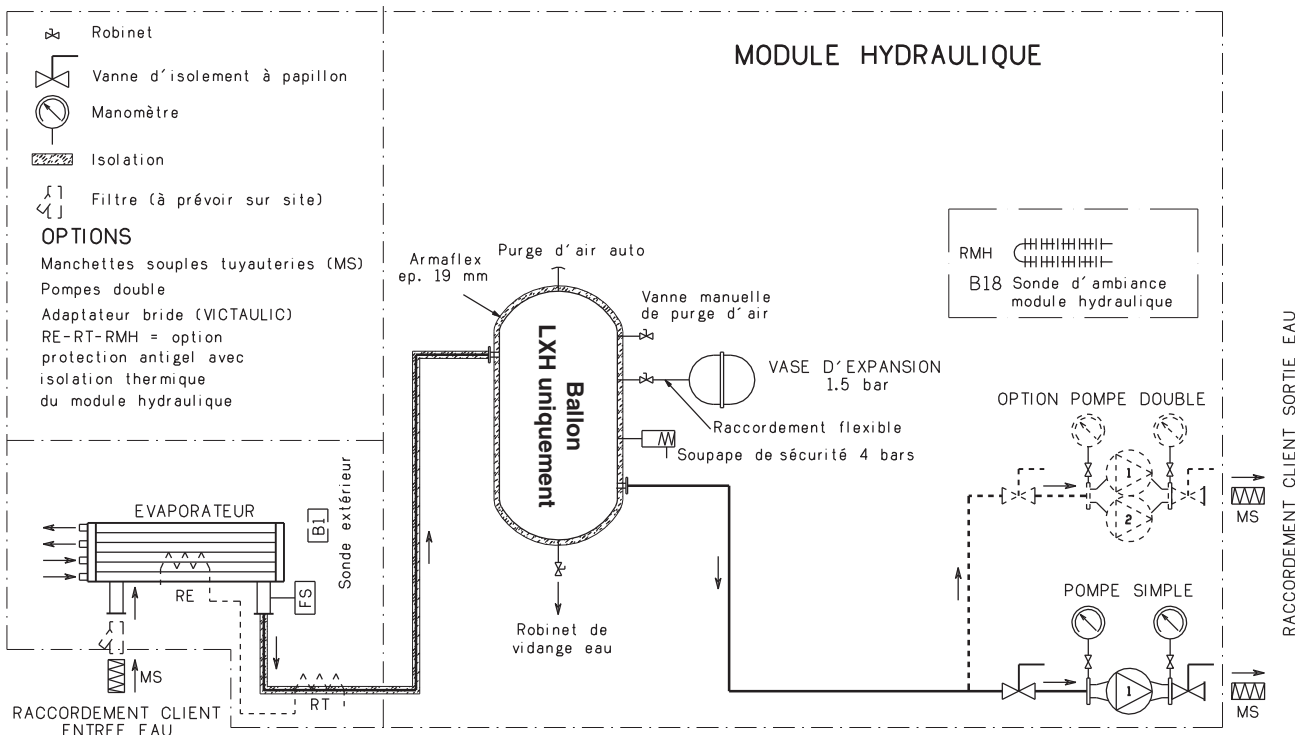 Robinet
Vanne d'isolement à papillon
Manomètre
Isolation
Filtre (à prévoir sur site)
OPTIONS
Manchettes souples tuyauteries (MS)
Pompes double
Adaptateur bride (VICTAULIC)
RE-RT-RMH = option
protection antigel avec
isolation thermique
du module hydraulique
MODULE HYDRAULIQUE
RMH
B18 Sonde d'ambiance
module hydraulique
Purge d'air auto
Armaflex
ep. 19 mm
Vanne manuelle
de purge d'air
VASE D'EXPANSION
1.5 bar
Raccordement flexible
Soupape de sécurité 4 bars
Ballon
LXH uniquement
Robinet de
vidange eau
OPTION POMPE DOUBLE
1
2
MS
POMPE SIMPLE
1
MS
RACCORDEMENT CLIENT SORTIE EAU
EVAPORATEUR
B1
Sonde extérieur
RE
FS
RT
MS
RACCORDEMENT CLIENT
ENTREE EAU